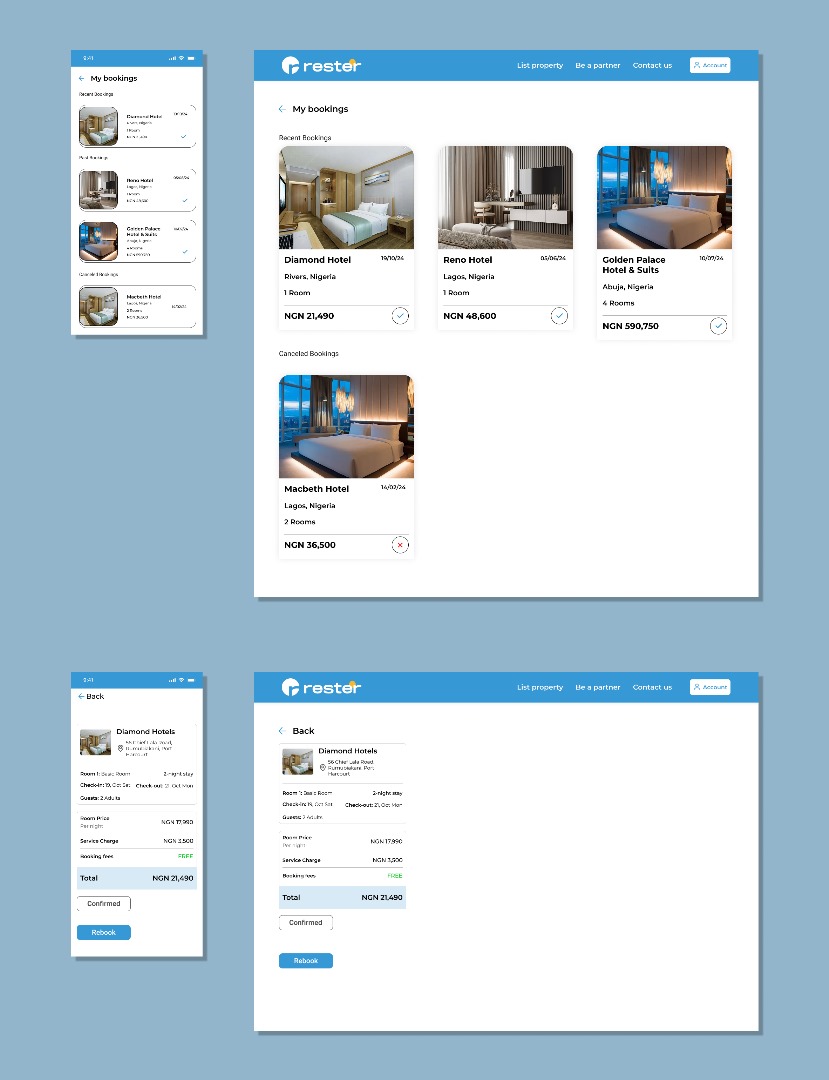 9:41
My bookings
Recent Bookings
Diamond Hotel
Rivers, Nigeria
1 Room
NGN 21,490
Past Bookings
Reno Hotel
05/06/24
Lagos, Nigeria
1 Room
NGN 48,600
Golden Palace
Hotel & Suits
Abuja, Nigeria
4 Rooms
NGN 590,750
Canceled Bookings
Macbeth Hotel
Lagos, Nigeria
2 Rooms
NGN 36,500
rester
List property
Be a partner
Contact us
Account
My bookings
Recent Bookings
Diamond Hotel
19/10/24
Rivers, Nigeria
1 Room
NGN 21,490
Reno Hotel
05/06/24
Lagos, Nigeria
1 Room
NGN 48,600
Golden Palace
Hotel & Suits
10/07/24
Abuja, Nigeria
4 Rooms
NGN 590,750
Canceled Bookings
Macbeth Hotel
14/02/24
Lagos, Nigeria
2 Rooms
NGN 36,500
9:41
Back
Diamond Hotels
56 Chief Lala Road,
Rumubiakani, Port
Harcourt
Room 1: Basic Room
2-night stay
Check-in: 19, Oct Sat
Check-out: 21, Oct Mon
Guests: 2 Adults
Room Price
Per night
NGN 17,990
Service Charge
NGN 3,500
Booking fees
FREE
Total
NGN 21,490
Confirmed
Rebook
rester
List property
Be a partner
Contact us
Account
Back
Diamond Hotels
56 Chief Lala Road,
Rumubiakani, Port
Harcourt
Room 1: Basic Room
2-night stay
Check-in: 19, Oct Sat
Check-out: 21, Oct Mon
Guests: 2 Adults
Room Price
Per night
NGN 17,990
Service Charge
NGN 3,500
Booking fees
FREE
Total
NGN 21,490
Confirmed
Rebook